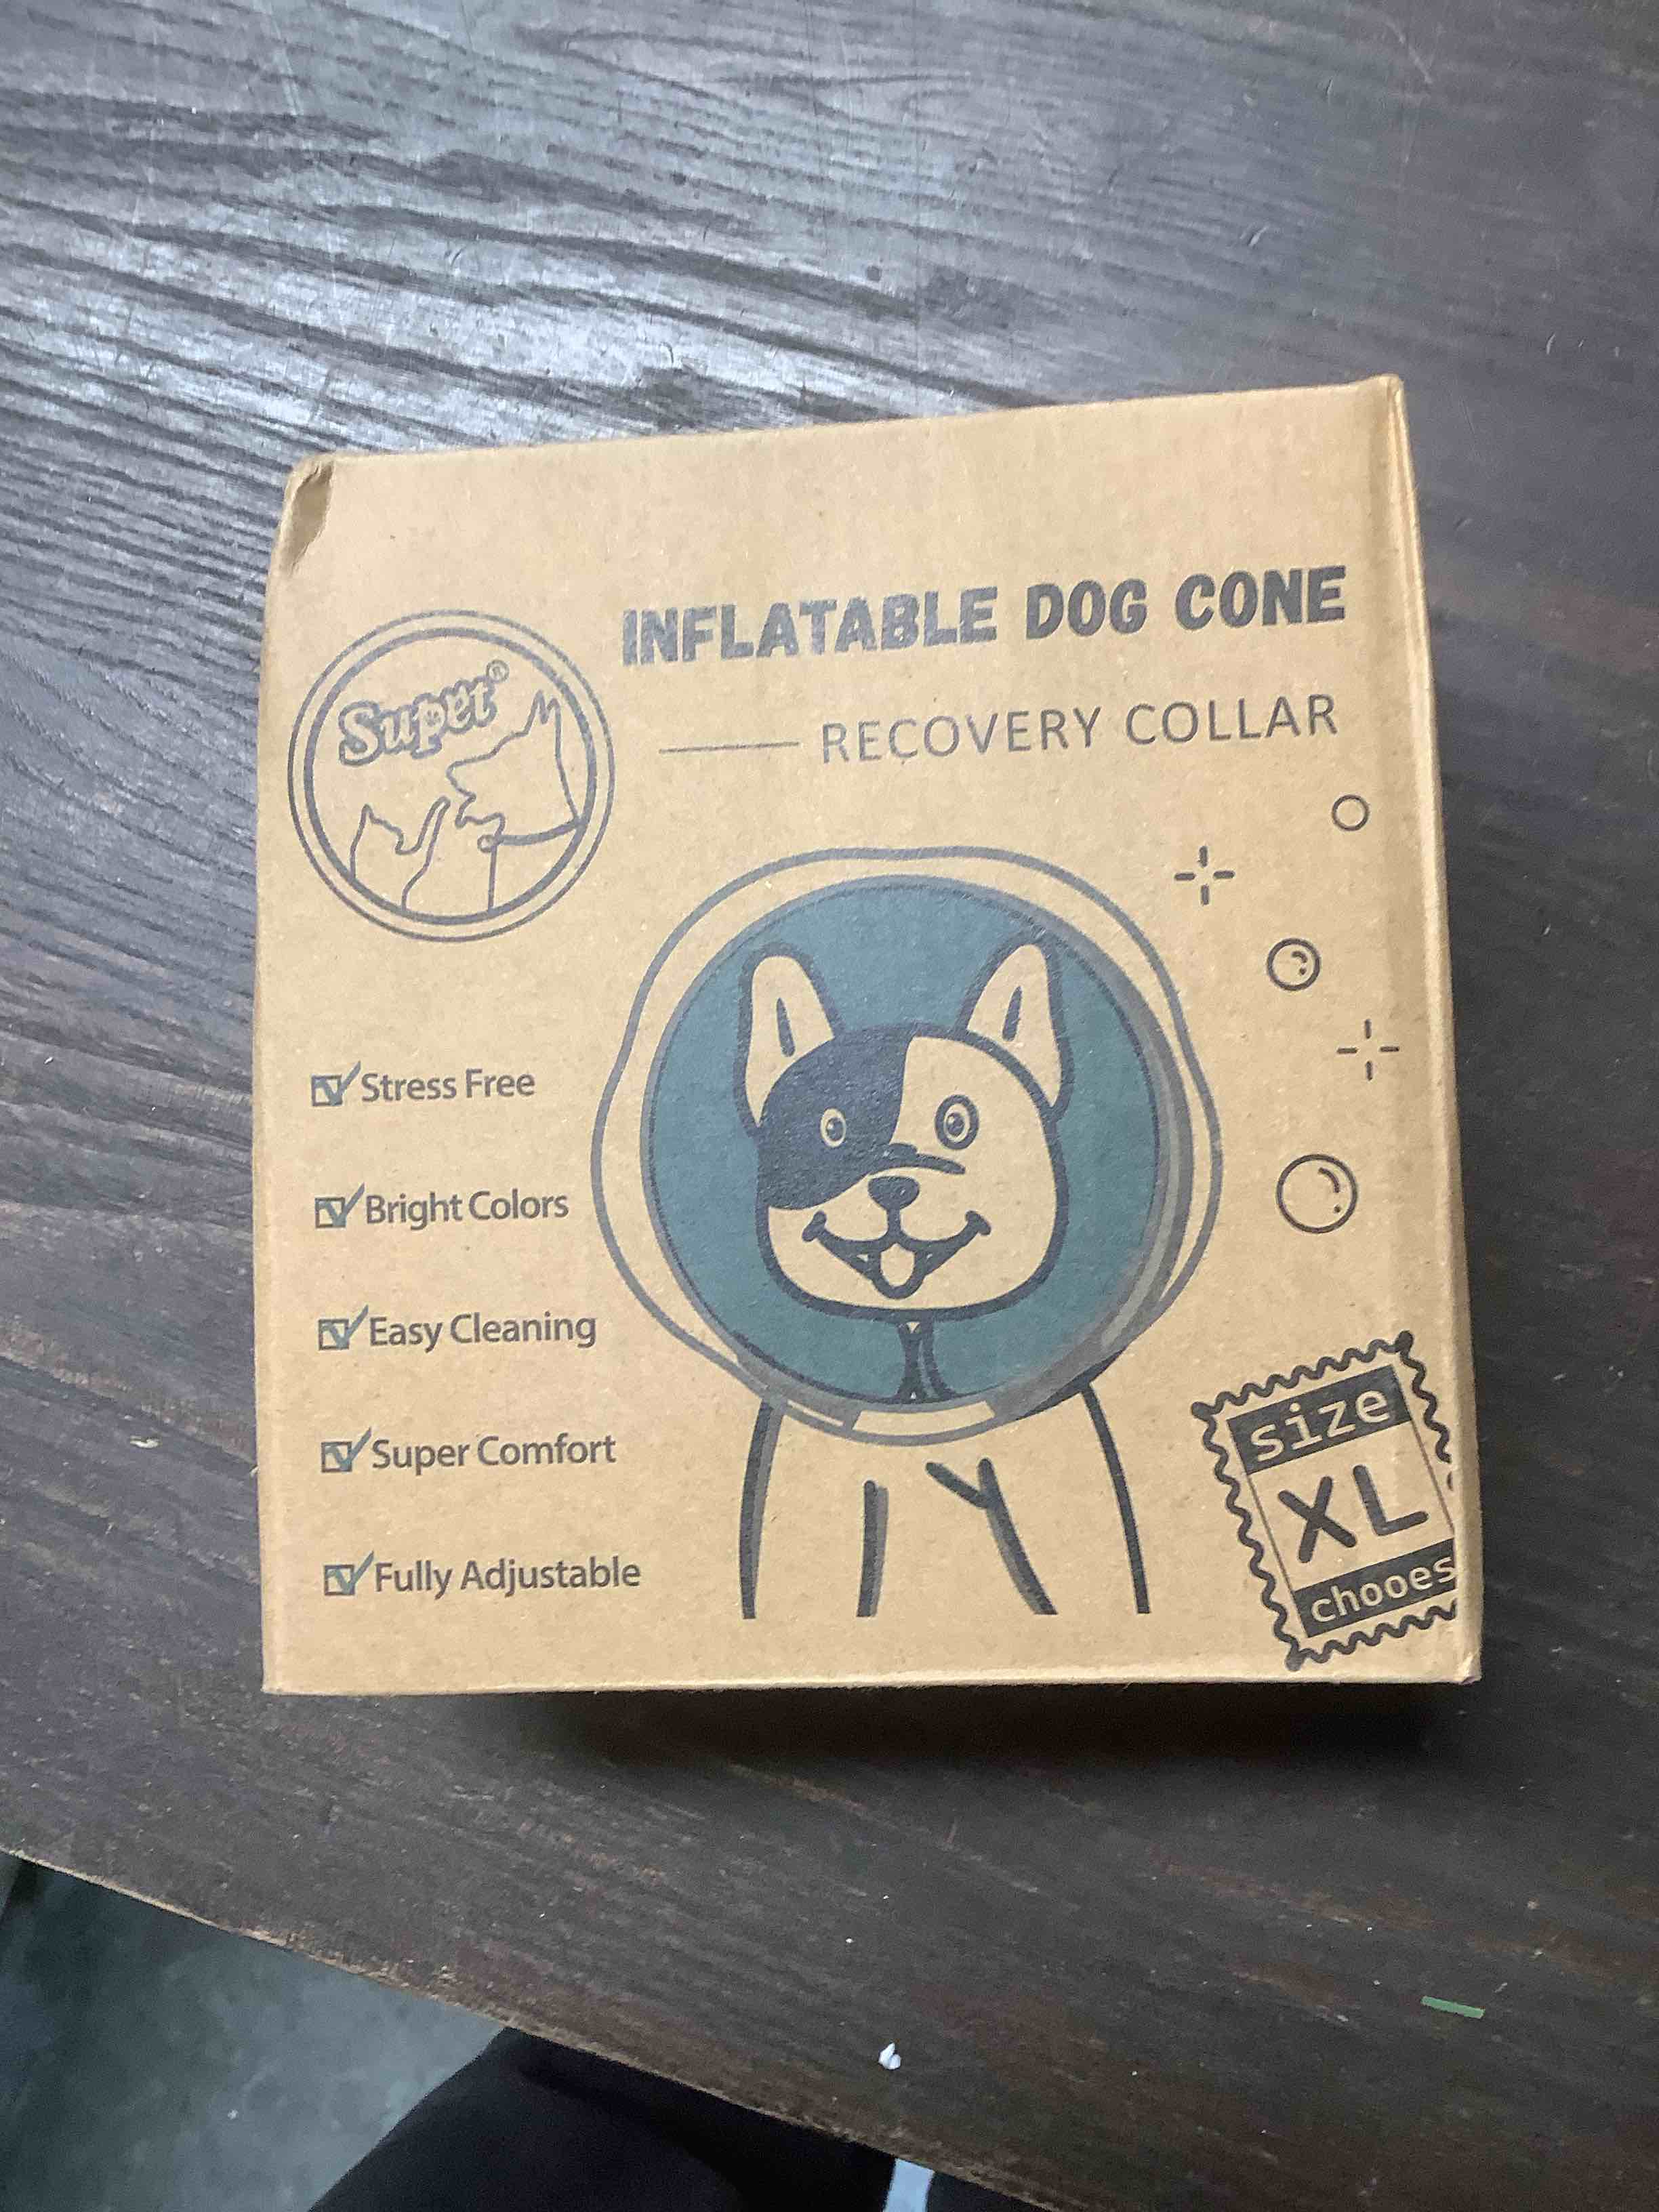 INFLATABLE DOG CONE
RECOVERY COLLAR
Supet®
Stress Free
Bright Colors
Easy Cleaning
Super Comfort
Fully Adjustable
size
XL
chooes